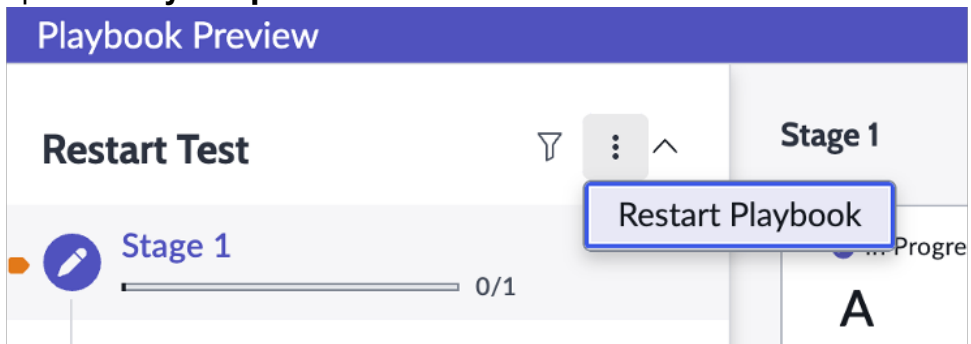 Playbook Preview
Restart Test
Stage 1
Restart Playbook
Stage 1
0/1
A